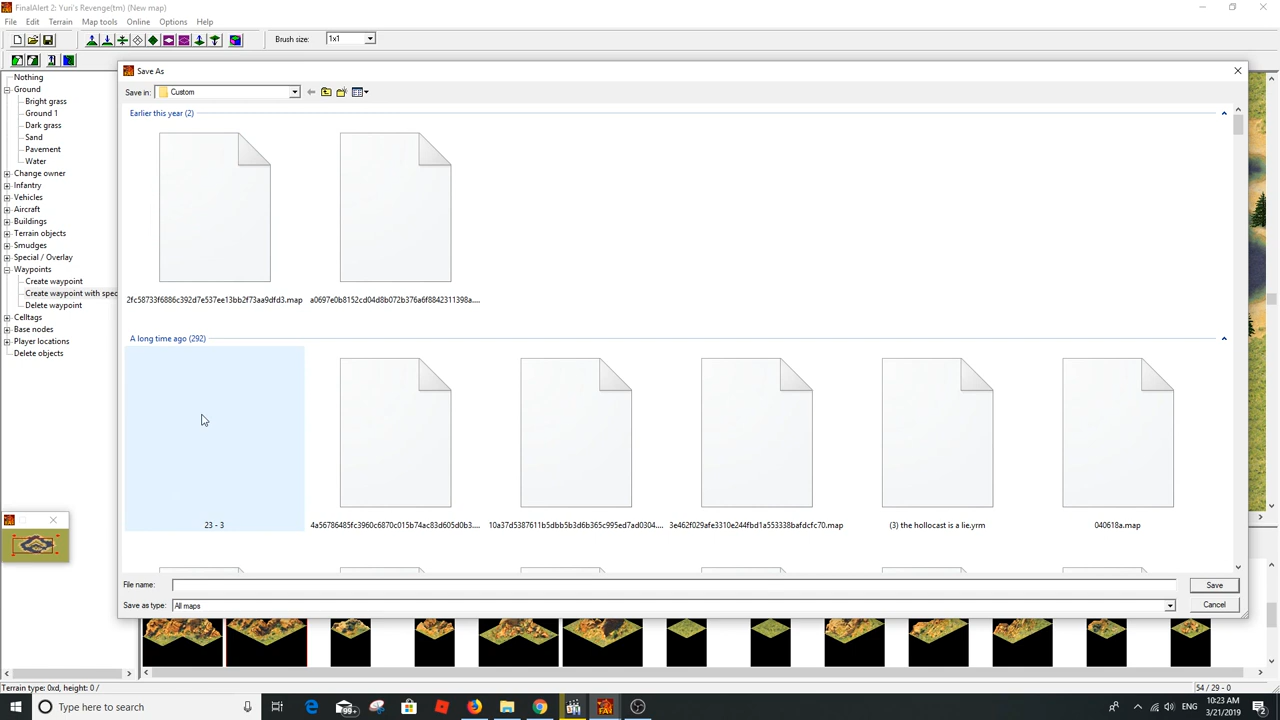 FinalAlert 2: Yuri's Revenge(tm) (New map)
File Edit Terrain Map tools Online Options Help
Brush size: 1x1
Nothing
Ground
Bright grass
Ground 1
Dark grass
Sand
Pavement
Water
Change owner
Infantry
Vehicles
Aircraft
Buildings
Terrain objects
Smudges
Special / Overlay
Waypoints
Create waypoint
Create waypoint with spec
Delete waypoint
Celltags
Base nodes
Player locations
Delete objects
Save As
Save in: Custom
Earlier this year (2)
2fc58733f6886c392d7e537ee13bb2f73aa9dfd3.map a0697e0b8152cd04d8b072b376a6f8842311398a....
A long time ago (292)
23 - 3 4a56786485fc3960c6870c015b74ac83d605d0b3.... 10a37d5387611b5dbb5b3d6b365c995ed7ad0304.... 3e462f029afe3310e244fbd1a553338bafdcfc70.map (3) the hollocast is a lie.yrm 040618a.map
File name: Save
Save as type: All maps Cancel
Terrain type: 0xd, height: 0 / 54 / 29 - 0
Type here to search 99+ ENG 10:23 AM 3/21/2019 2